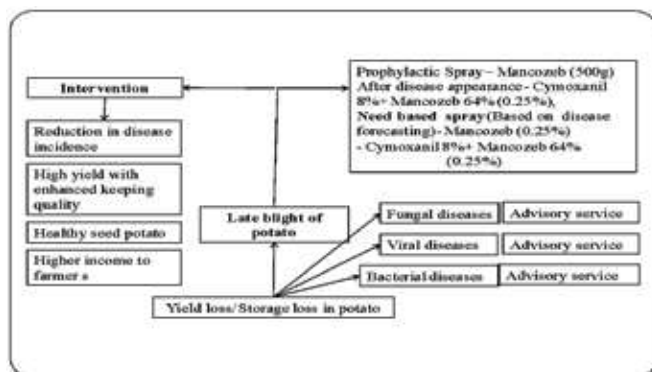 Intervention
Reduction in disease
incidence
High yield with
enhanced keeping
quality
Healthy seed potato
Higher income to
farmer s
Prophylactic Spray – Mancozeb (500g)
After disease appearance - Cymoxanil
8%+ Mancozeb 64% (0.25%),
Need based spray (Based on disease
forecasting)- Mancozeb (0.25%)
- Cymoxanil 8%+ Mancozeb 64%
(0.25%)
Late blight of
potato
Fungal diseases
Advisory service
Viral diseases
Advisory service
Bacterial diseases
Advisory service
Yield loss/Storage loss in potato